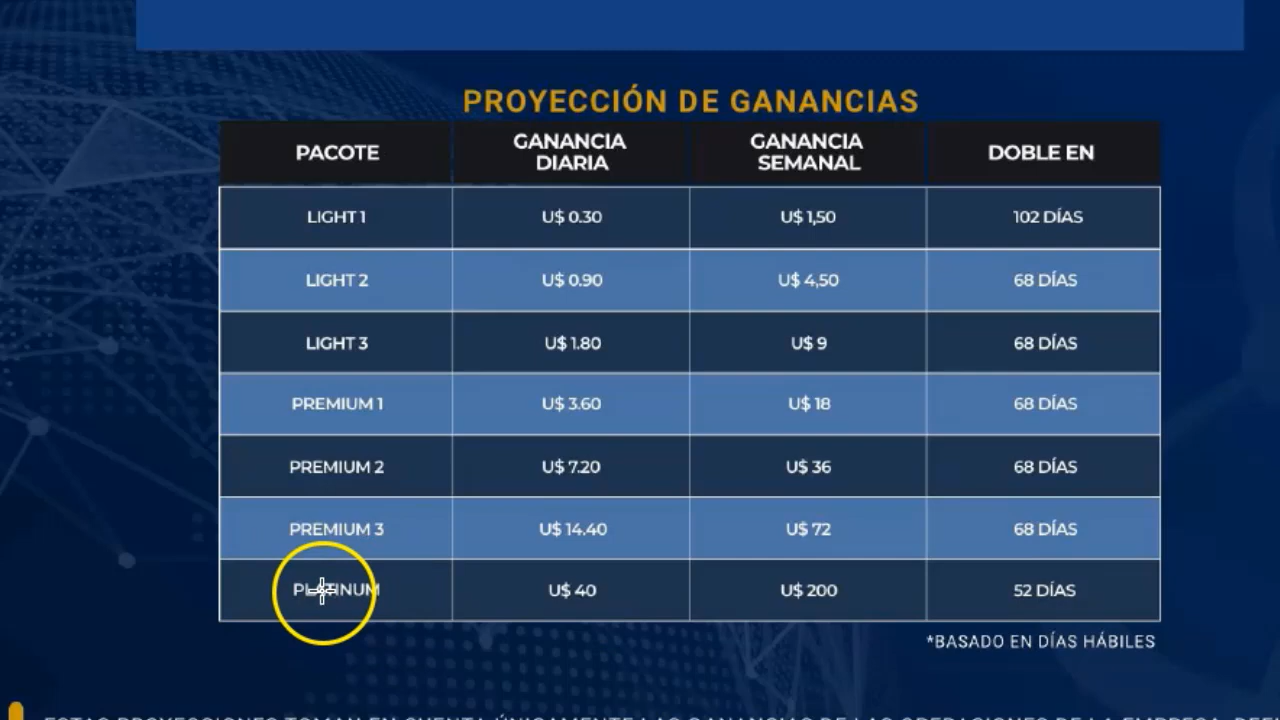 PROYECCIÓN DE GANANCIAS
PACOTE GANANCIA DIARIA GANANCIA SEMANAL DOBLE EN
LIGHT 1 U$ 0.30 U$ 1,50 102 DÍAS
LIGHT 2 U$ 0.90 U$ 4,50 68 DÍAS
LIGHT 3 U$ 1.80 U$ 9 68 DÍAS
PREMIUM 1 U$ 3.60 U$ 18 68 DÍAS
PREMIUM 2 U$ 7.20 U$ 36 68 DÍAS
PREMIUM 3 U$ 14.40 U$ 72 68 DÍAS
PLATINUM U$ 40 U$ 200 52 DÍAS
*BASADO EN DÍAS HÁBILES